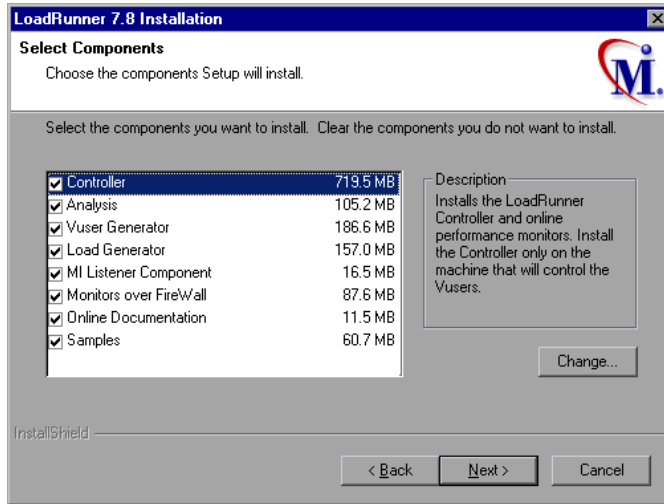 LoadRunner 7.8 Installation
Select Components
Choose the components Setup will install.
M.
Select the components you want to install. Clear the components you do not want to install.
Controller 719.5 MB
Analysis 105.2 MB
Vuser Generator 186.6 MB
Load Generator 157.0 MB
MI Listener Component 16.5 MB
Monitors over FireWall 87.6 MB
Online Documentation 11.5 MB
Samples 60.7 MB
Description
Installs the LoadRunner
Controller and online
performance monitors. Install
the Controller only on the
machine that will control the
Vusers.
Change...
InstallShield
< Back
Next >
Cancel